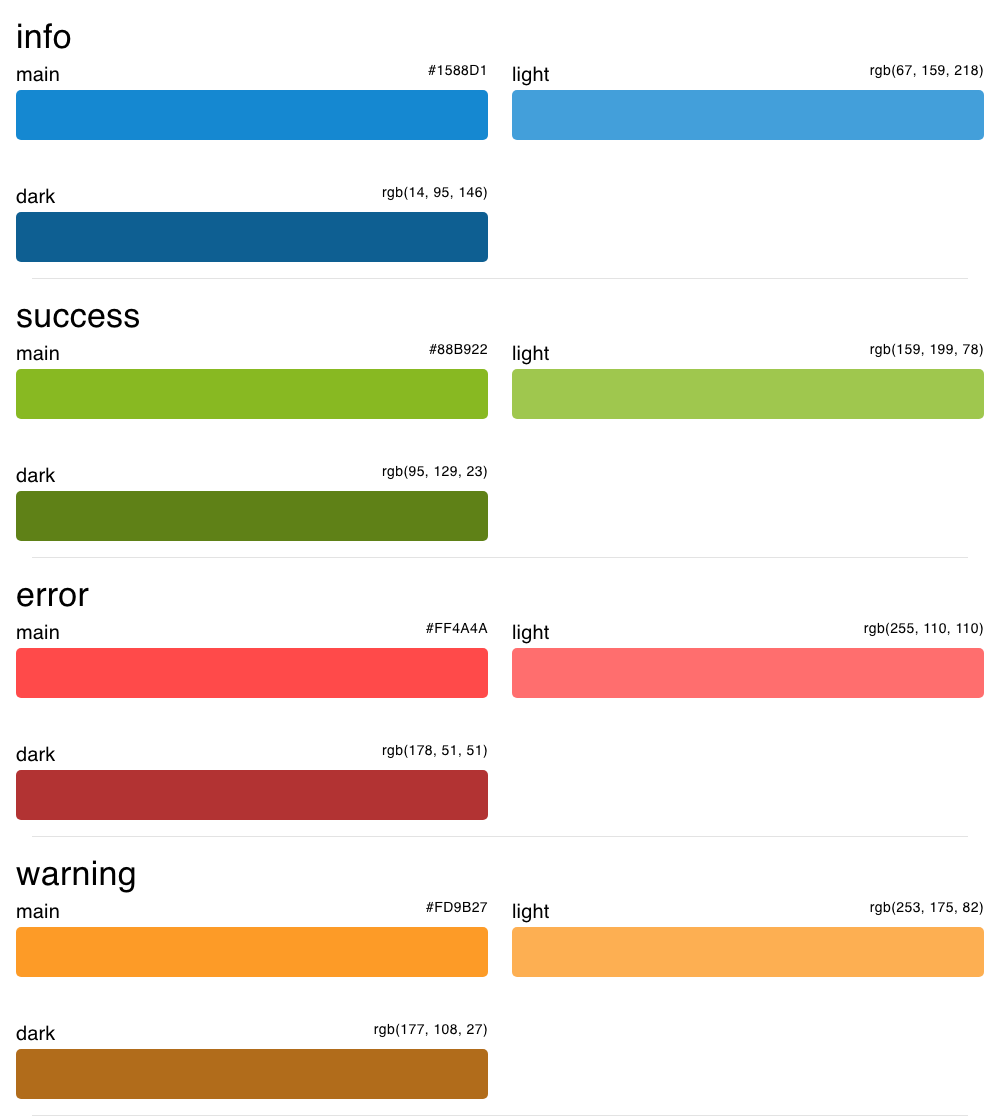 info
main #1588D1 light rgb(67, 159, 218)
dark rgb(14, 95, 146)
success
main #88B922 light rgb(159, 199, 78)
dark rgb(95, 129, 23)
error
main #FF4A4A light rgb(255, 110, 110)
dark rgb(178, 51, 51)
warning
main #FD9B27 light rgb(253, 175, 82)
dark rgb(177, 108, 27)